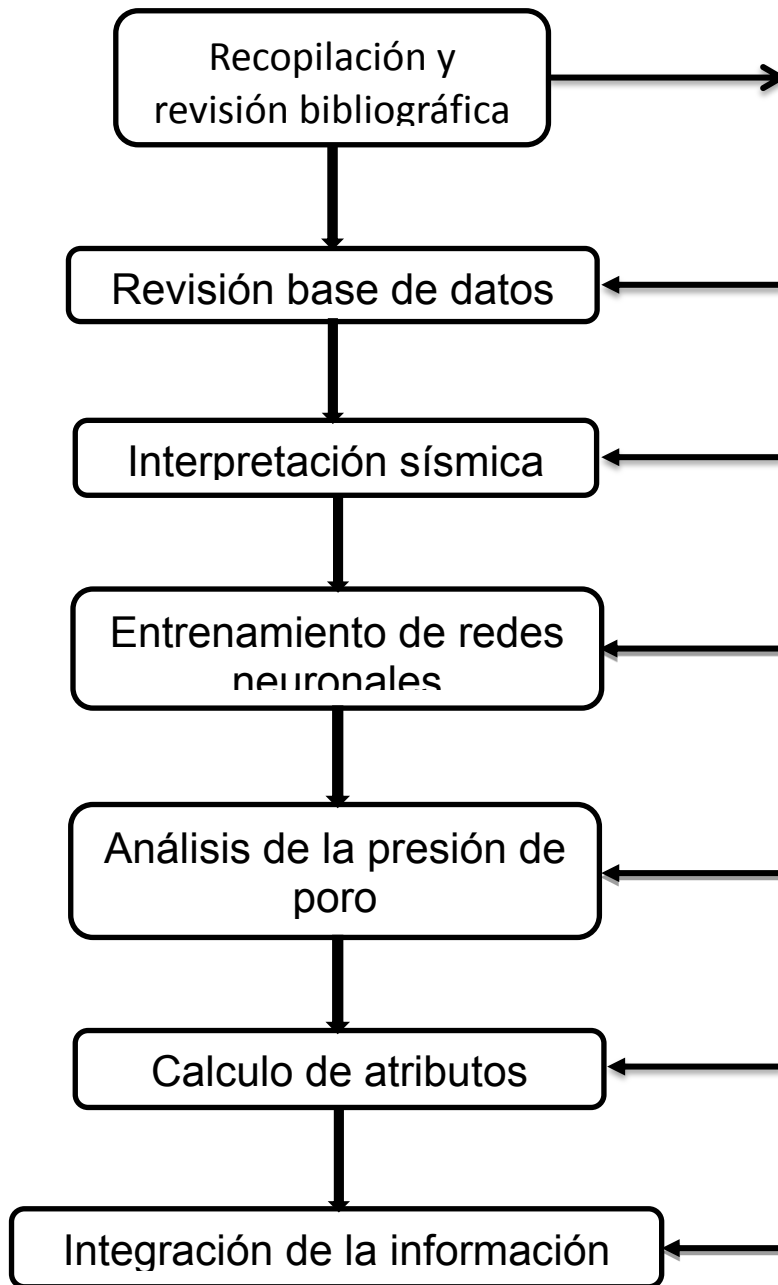 Recopilación y
revisión bibliográfica
Revisión base de datos
Interpretación sísmica
Entrenamiento de redes
neuronales
Análisis de la presión de
poro
Calculo de atributos
Integración de la información